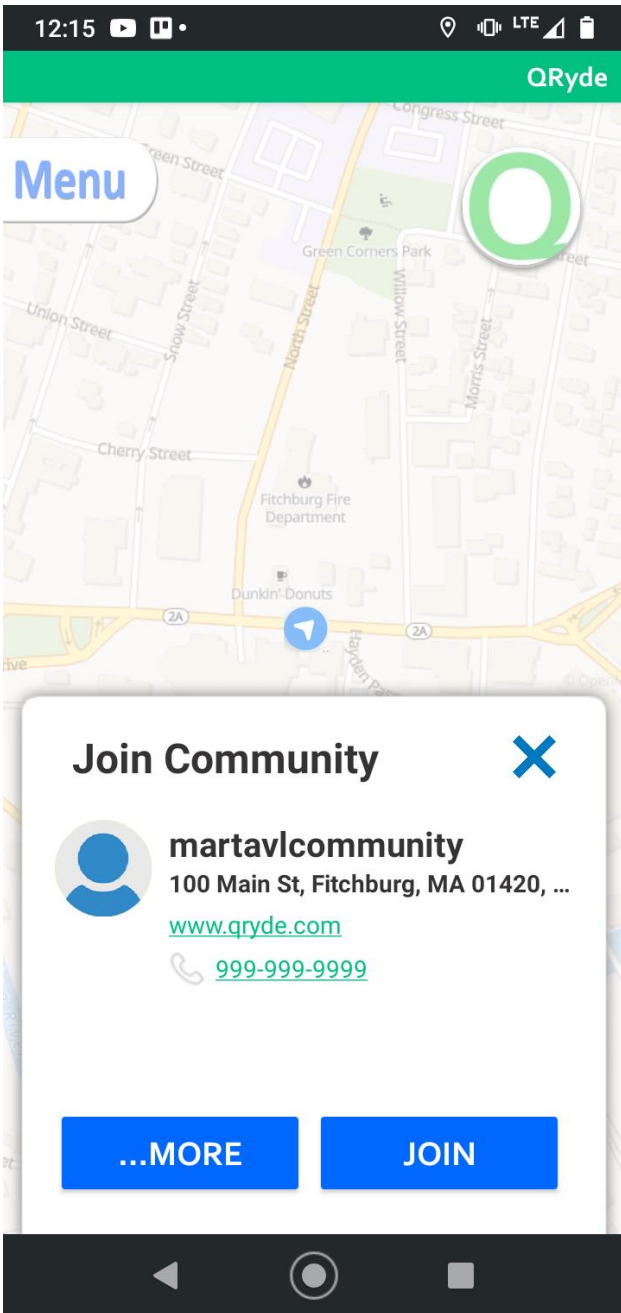 12:15
LTE
QRyde
Congress Street
Menu
Green Street
Q
Green Corners Park
Street
Union Street
Snow Street
North Street
Willow Street
Morris Street
Cherry Street
Fitchburg Fire
Department
Dunkin' Donuts
2A
2A
Hayden
Join Community
martavlcommunity
100 Main St, Fitchburg, MA 01420, ...
www.qryde.com
999-999-9999
...MORE
JOIN